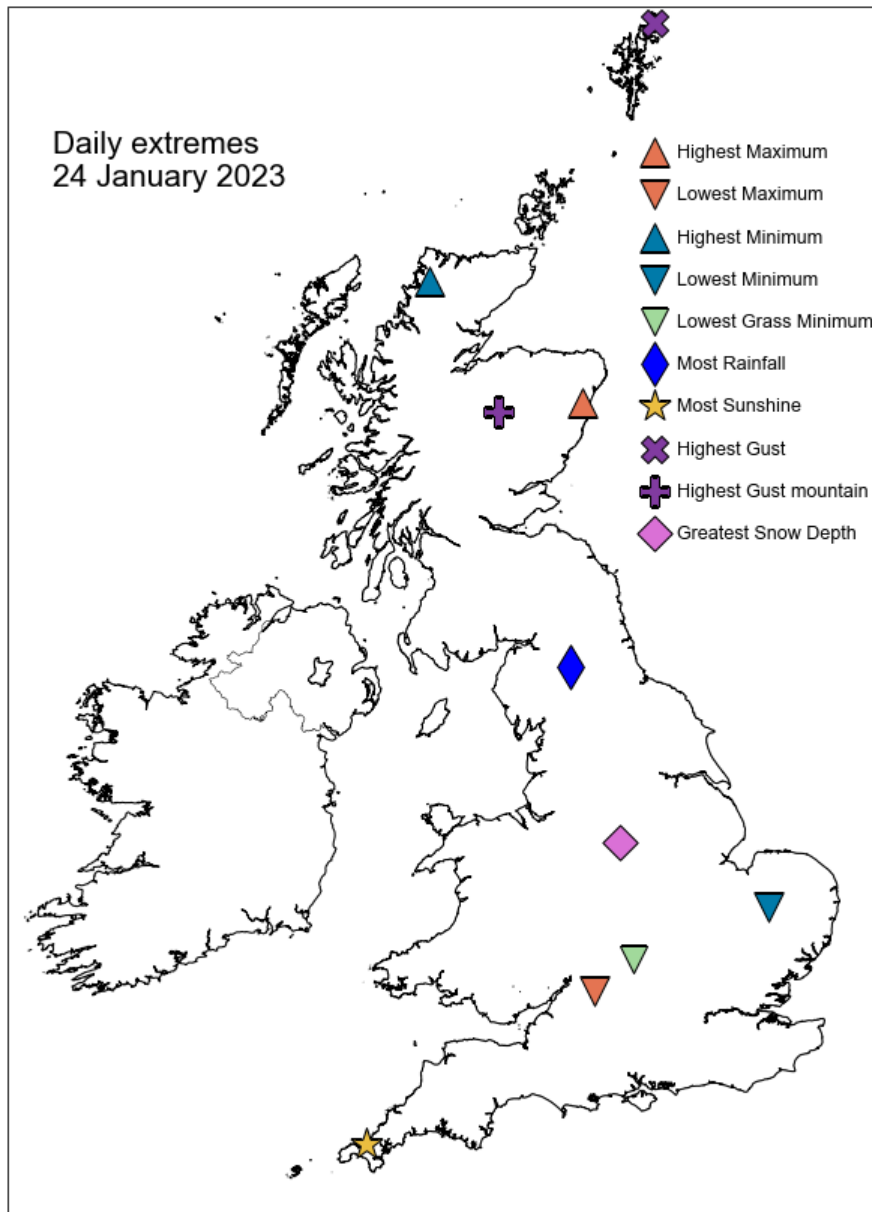 Daily extremes
24 January 2023
Highest Maximum
Lowest Maximum
Highest Minimum
Lowest Minimum
Lowest Grass Minimum
Most Rainfall
Most Sunshine
Highest Gust
Highest Gust mountain
Greatest Snow Depth